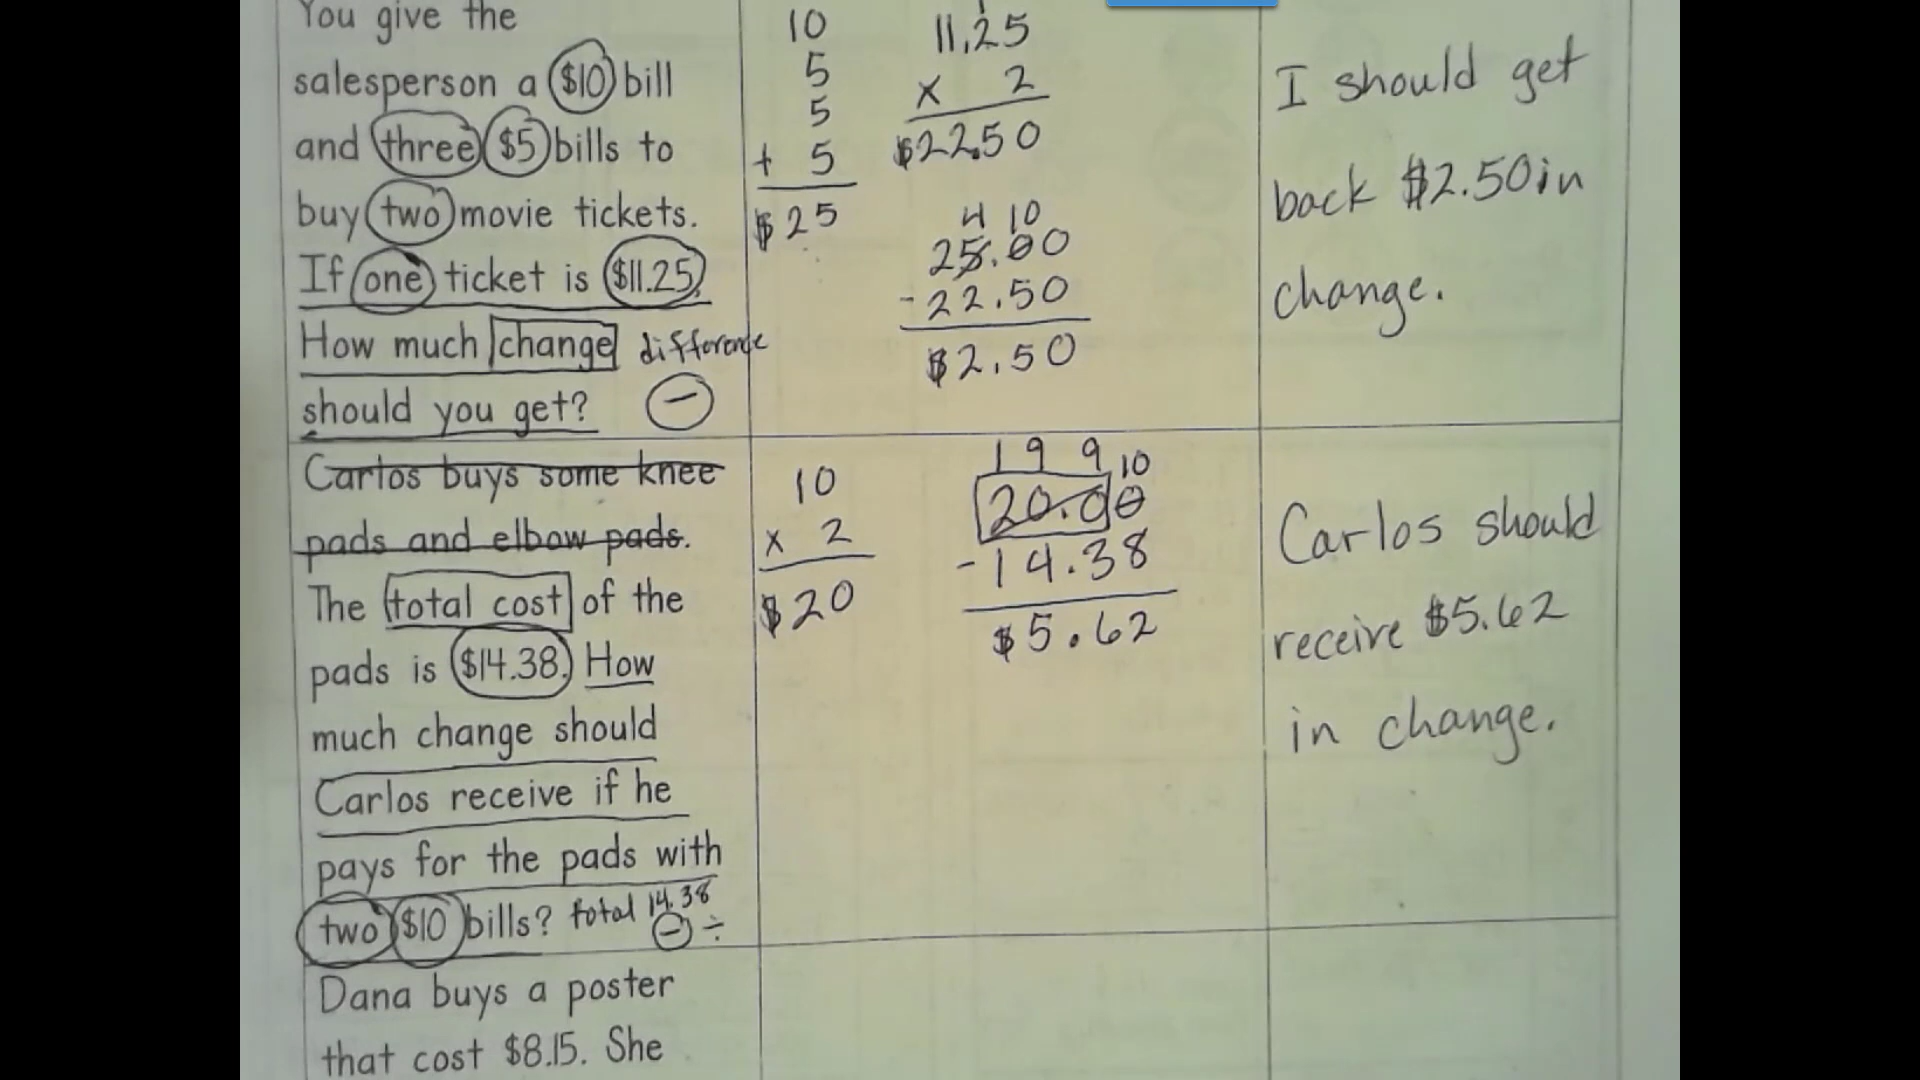 You give the
salesperson a $10 bill
and three $5 bills to
buy two movie tickets.
If one ticket is $11.25.
How much change difference
should you get? −
10
5
5
+ 5
$25
1
11.25
x 2
$22.50
4 10
25.00
- 22.50
$2.50
I should get
back $2.50 in
change.
Carlos buys some knee
pads and elbow pads.
The total cost of the
pads is $14.38. How
much change should
Carlos receive if he
pays for the pads with
two $10 bills? total 14.38
− ÷
10
x 2
$20
19 9 10
20.00
- 14.38
$5.62
Carlos should
receive $5.62
in change.
Dana buys a poster
that cost $8.15. She